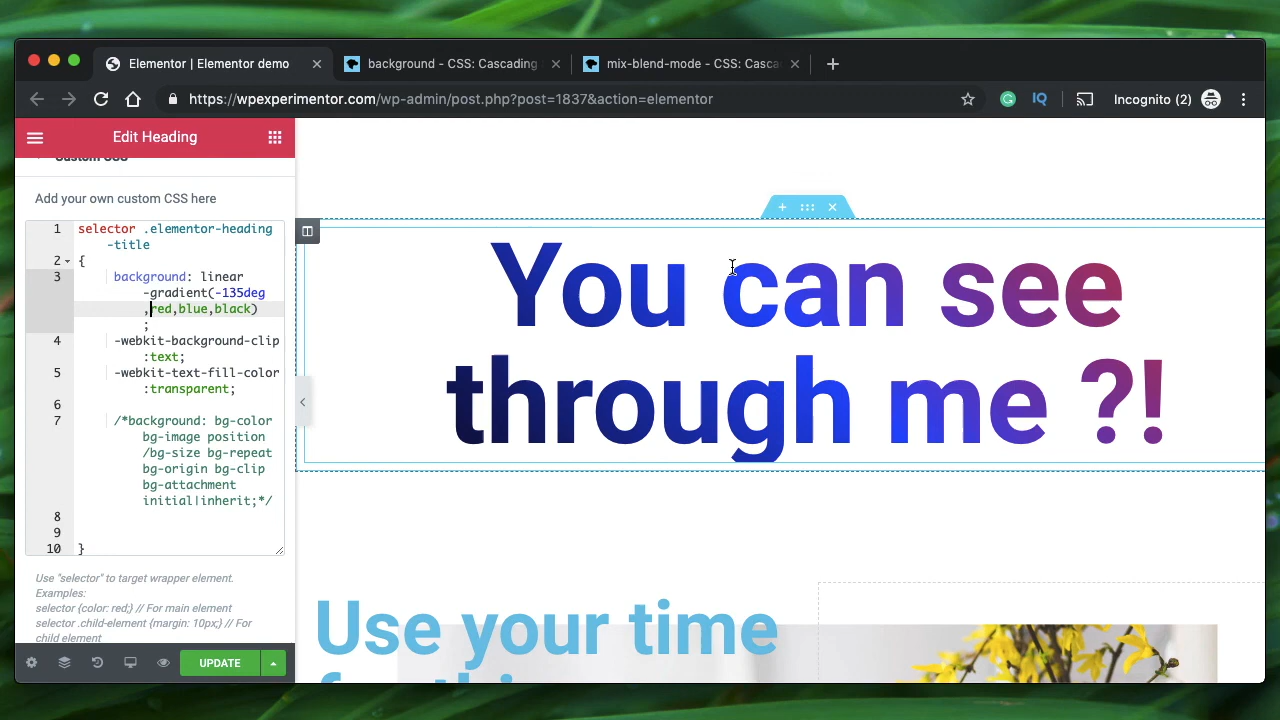 Elementor | Elementor demo
background - CSS: Cascading
mix-blend-mode - CSS: Casca
https://wpexperimentor.com/wp-admin/post.php?post=1837&action=elementor
IQ
Incognito (2)
Edit Heading
Custom CSS
Add your own custom CSS here
1 selector .elementor-heading
-title
2 {
3 background: linear
-gradient(-135deg
,red,blue,black)
;
4 -webkit-background-clip
:text;
5 -webkit-text-fill-color
:transparent;
6
7 /*background: bg-color
bg-image position
/bg-size bg-repeat
bg-origin bg-clip
bg-attachment
initial|inherit;*/
8
9
10 }
Use "selector" to target wrapper element.
Examples:
selector {color: red;} // For main element
selector .child-element {margin: 10px;} // For
child element
UPDATE
You can see
through me ?!
Use your time